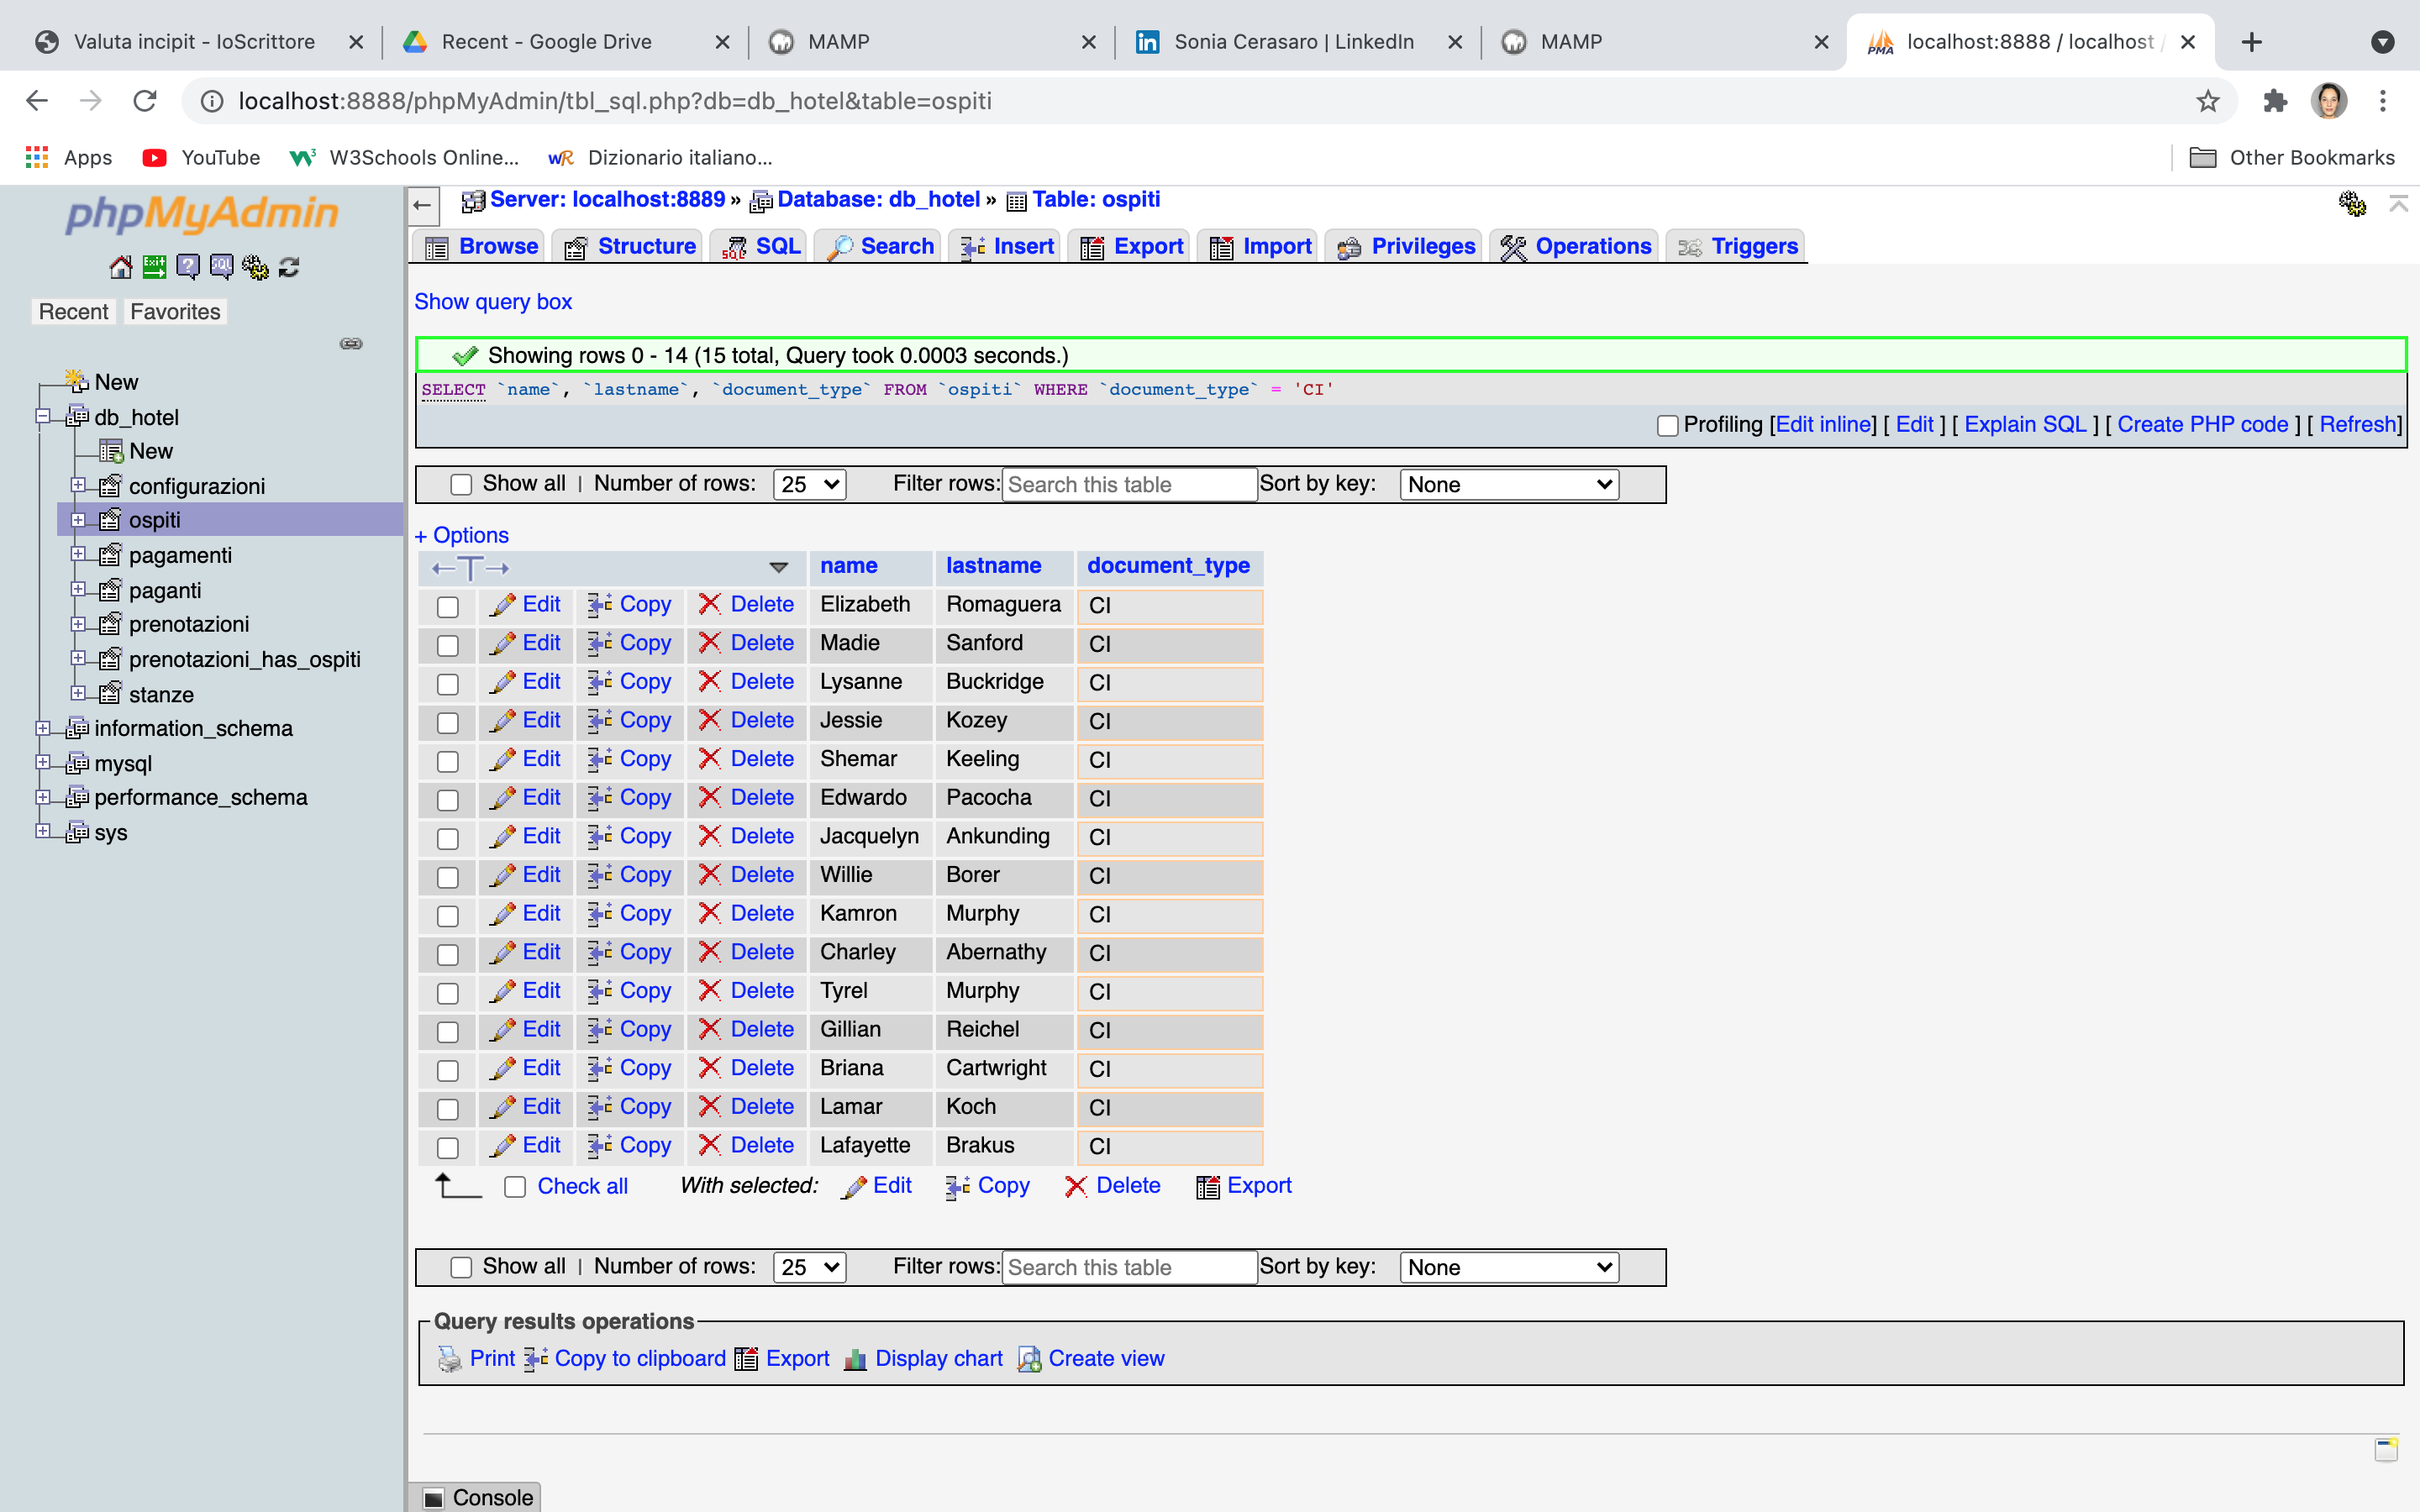 Valuta incipit - IoScrittore
Recent - Google Drive
MAMP
Sonia Cerasaro | LinkedIn
MAMP
PMA
localhost:8888 / localhost /
localhost:8888/phpMyAdmin/tbl_sql.php?db=db_hotel&table=ospiti
Apps
YouTube
W3Schools Online...
Dizionario italiano...
Other Bookmarks
phpMyAdmin
Recent Favorites
New
db_hotel
New
configurazioni
ospiti
pagamenti
paganti
prenotazioni
prenotazioni_has_ospiti
stanze
information_schema
mysql
performance_schema
sys
Server: localhost:8889 » Database: db_hotel » Table: ospiti
Browse Structure SQL Search Insert Export Import Privileges Operations Triggers
Show query box
Showing rows 0 - 14 (15 total, Query took 0.0003 seconds.)
SELECT `name`, `lastname`, `document_type` FROM `ospiti` WHERE `document_type` = 'CI'
Profiling [Edit inline] [ Edit ] [ Explain SQL ] [ Create PHP code ] [ Refresh]
Show all | Number of rows: 25 Filter rows: Search this table Sort by key: None
+ Options
←T→ name lastname document_type
Edit Copy Delete Elizabeth Romaguera CI
Edit Copy Delete Madie Sanford CI
Edit Copy Delete Lysanne Buckridge CI
Edit Copy Delete Jessie Kozey CI
Edit Copy Delete Shemar Keeling CI
Edit Copy Delete Edwardo Pacocha CI
Edit Copy Delete Jacquelyn Ankunding CI
Edit Copy Delete Willie Borer CI
Edit Copy Delete Kamron Murphy CI
Edit Copy Delete Charley Abernathy CI
Edit Copy Delete Tyrel Murphy CI
Edit Copy Delete Gillian Reichel CI
Edit Copy Delete Briana Cartwright CI
Edit Copy Delete Lamar Koch CI
Edit Copy Delete Lafayette Brakus CI
Check all With selected: Edit Copy Delete Export
Show all | Number of rows: 25 Filter rows: Search this table Sort by key: None
Query results operations
Print Copy to clipboard Export Display chart Create view
Console